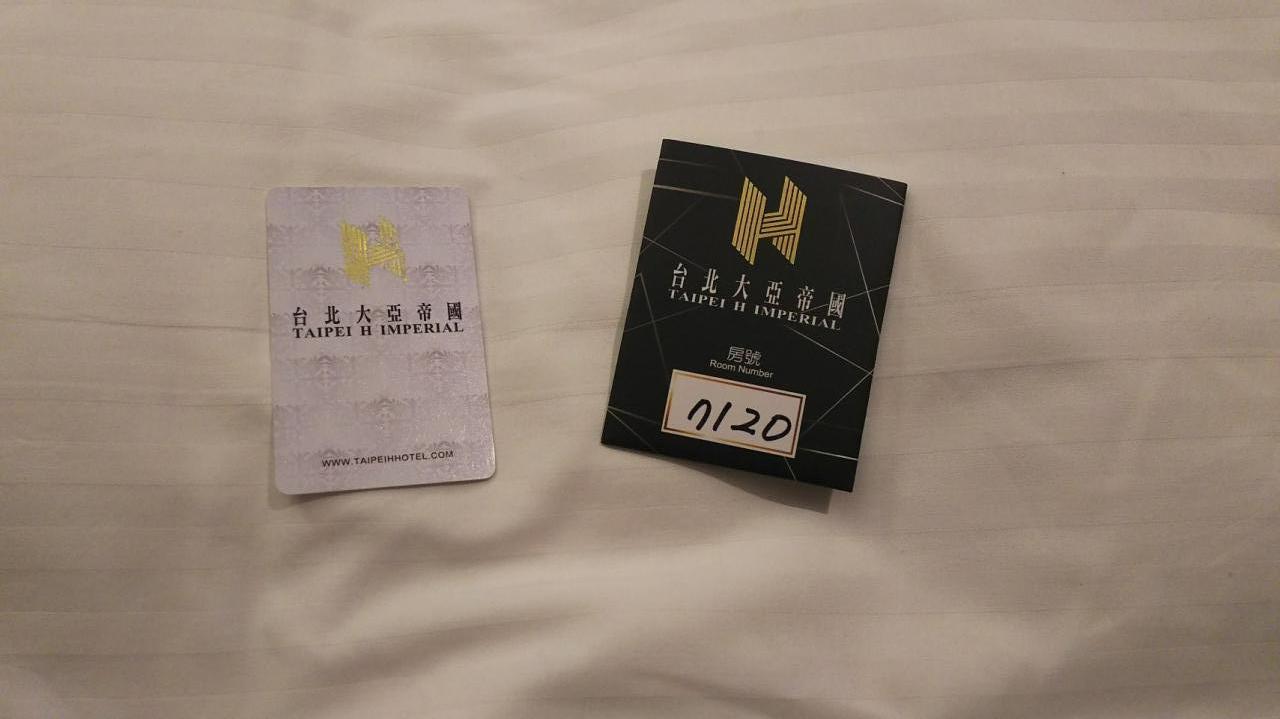 台北大亞帝國
TAIPEI H IMPERIAL
WWW.TAIPEIHHOTEL.COM
H
台北大亞帝國
TAIPEI H IMPERIAL
房號
Room Number
7120